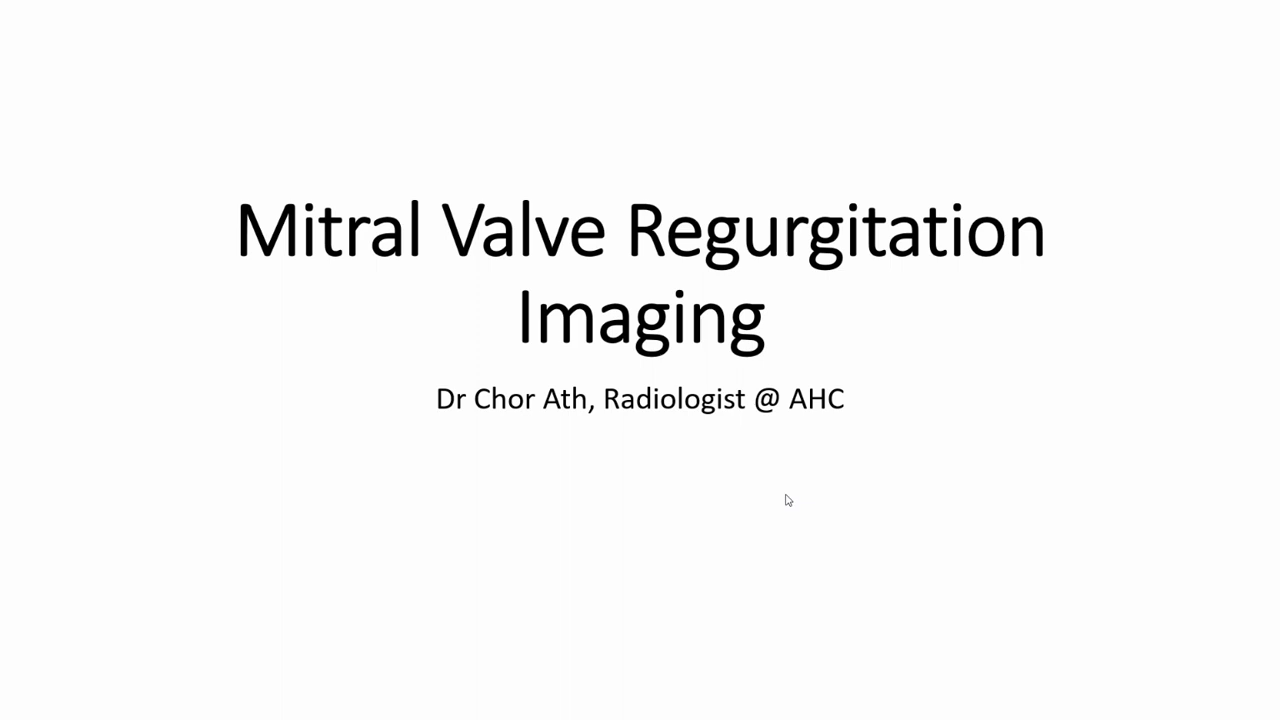 Mitral Valve Regurgitation
Imaging
Dr Chor Ath, Radiologist @ AHC